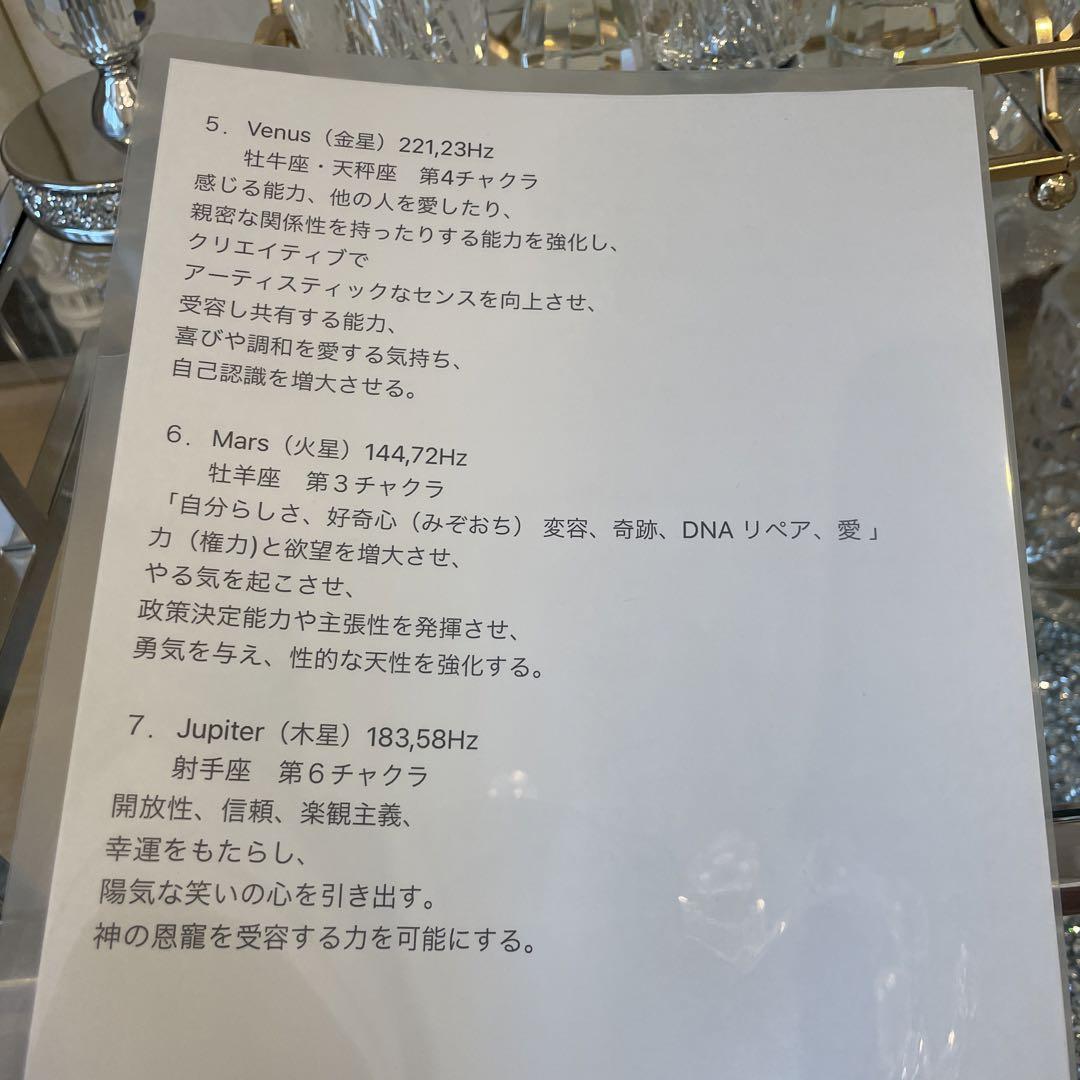 ５． Venus（金星）221,23Hz
牡牛座・天秤座　第4チャクラ
感じる能力、他の人を愛したり、
親密な関係性を持ったりする能力を強化し、
クリエイティブで
アーティスティックなセンスを向上させ、
受容し共有する能力、
喜びや調和を愛する気持ち、
自己認識を増大させる。
６． Mars（火星）144,72Hz
牡羊座　第３チャクラ
「自分らしさ、好奇心（みぞおち） 変容、奇跡、DNA リペア、愛 」
力（権力)と欲望を増大させ、
やる気を起こさせ、
政策決定能力や主張性を発揮させ、
勇気を与え、性的な天性を強化する。
７． Jupiter（木星）183,58Hz
射手座　第６チャクラ
開放性、信頼、楽観主義、
幸運をもたらし、
陽気な笑いの心を引き出す。
神の恩寵を受容する力を可能にする。